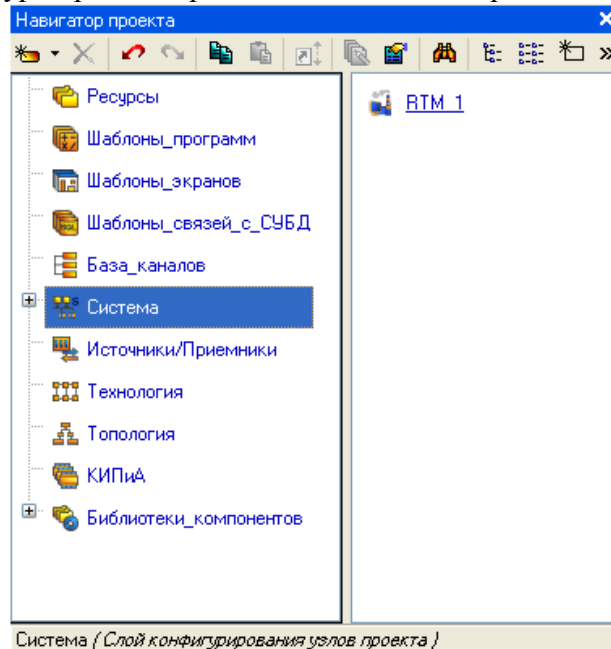 Навигатор проекта
Ресурсы
RTM_1
Шаблоны_программ
Шаблоны_экранов
Шаблоны_связей_с_СУБД
База_каналов
Система
Источники/Приемники
Технология
Топология
КИПиА
Библиотеки_компонентов
Система ( Слой конфигурирования узлов проекта )